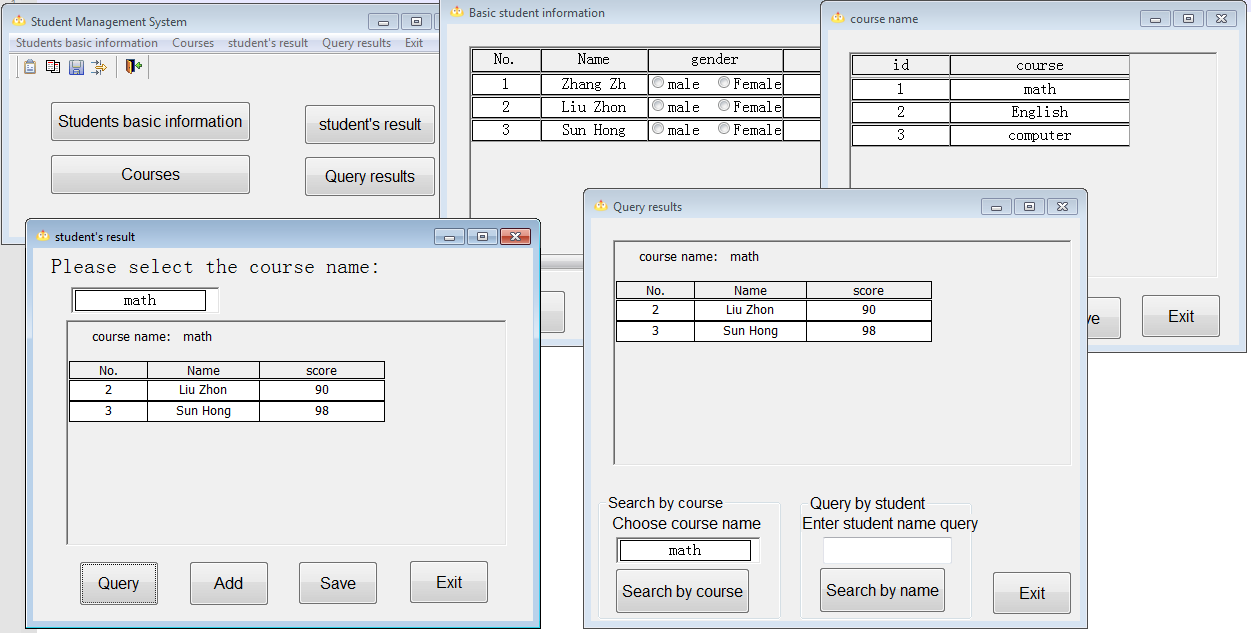 Student Management System
Students basic information Courses student's result Query results Exit
Students basic information
student's result
Courses
Query results
Basic student information
No. Name gender
1 Zhang Zh male Female
2 Liu Zhon male Female
3 Sun Hong male Female
course name
id course
1 math
2 English
3 computer
Exit
student's result
Please select the course name:
math
course name: math
No. Name score
2 Liu Zhon 90
3 Sun Hong 98
Query Add Save Exit
Query results
course name: math
No. Name score
2 Liu Zhon 90
3 Sun Hong 98
Search by course
Choose course name
math
Search by course
Query by student
Enter student name query
Search by name
Exit